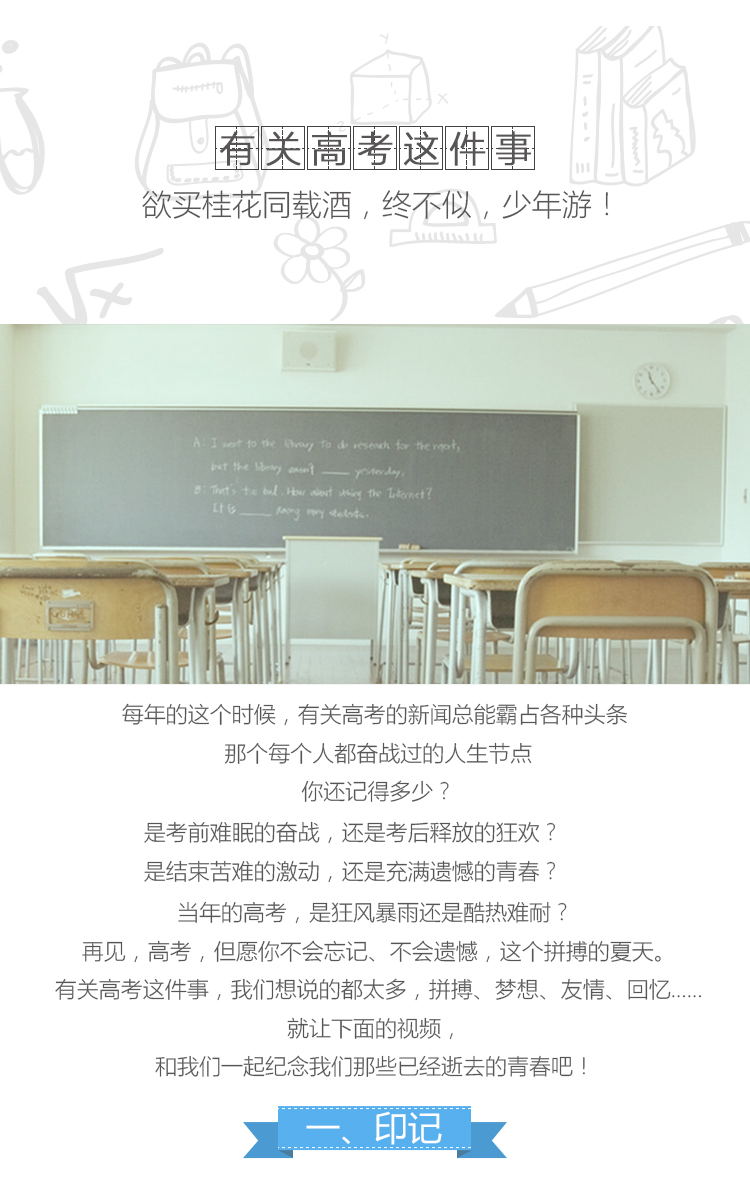 有关高考这件事
欲买桂花同载酒，终不似，少年游！
A: I went to the library to do research for the report,
but the library wasn't ____ yesterday.
B: That's too bad. How about using the Internet?
It is ____ among many students.
每年的这个时候，有关高考的新闻总能霸占各种头条
那个每个人都奋战过的人生节点
你还记得多少？
是考前难眠的奋战，还是考后释放的狂欢？
是结束苦难的激动，还是充满遗憾的青春？
当年的高考，是狂风暴雨还是酷热难耐？
再见，高考，但愿你不会忘记、不会遗憾，这个拼搏的夏天。
有关高考这件事，我们想说的都太多，拼搏、梦想、友情、回忆......
就让下面的视频，
和我们一起纪念我们那些已经逝去的青春吧！
一、印记